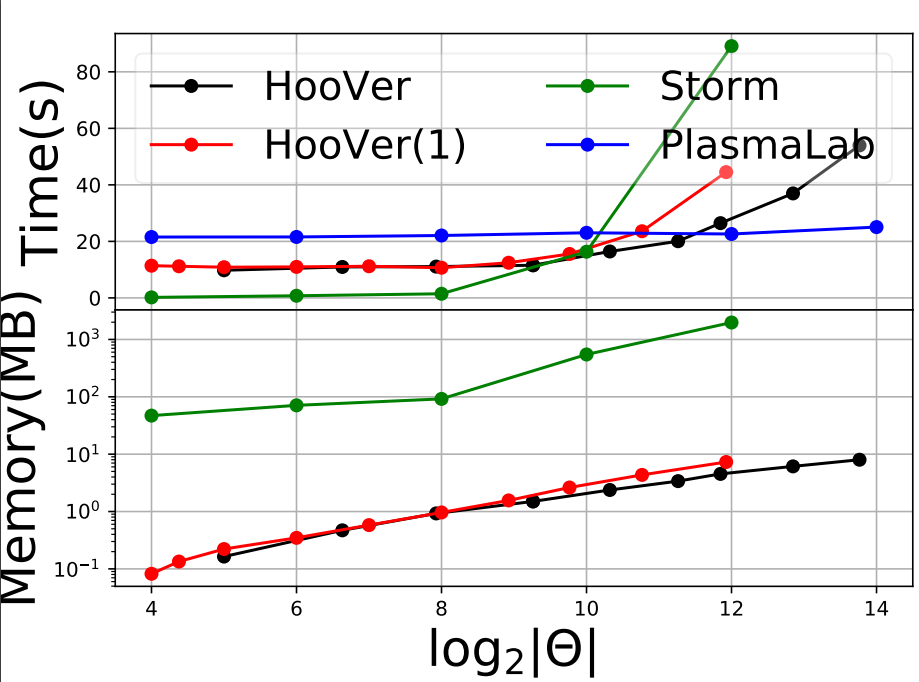 Time(s)
80
60
40
20
0
HooVer
HooVer(1)
Storm
PlasmaLab
Memory(MB)
10³
10²
10¹
10⁰
10⁻¹
4 6 8 10 12 14
log₂|Θ|